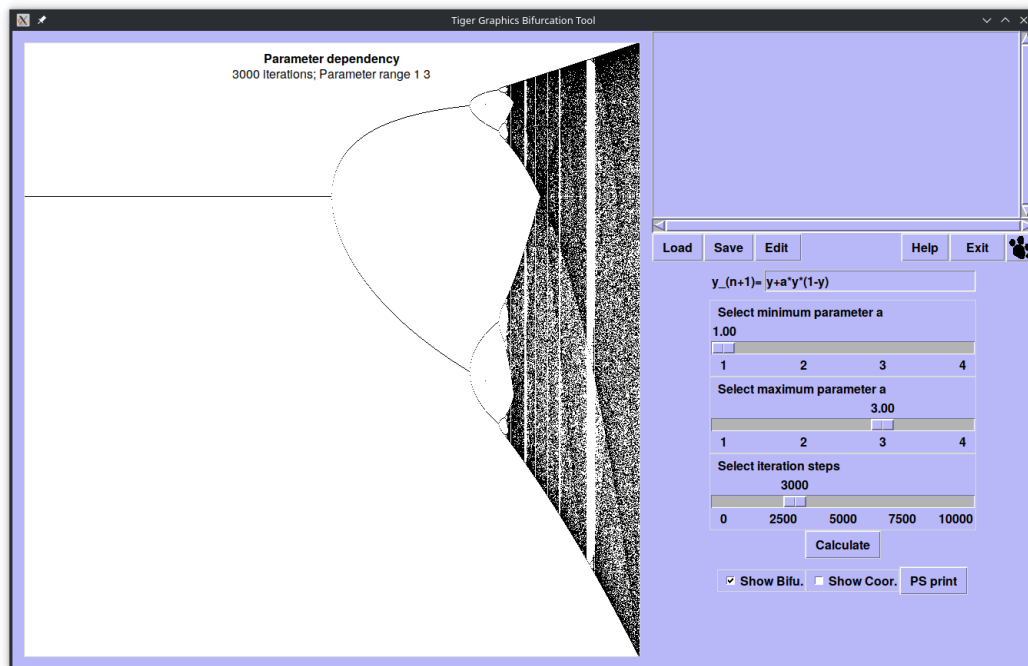 Tiger Graphics Bifurcation Tool
Parameter dependency
3000 iterations; Parameter range 1 3
Load Save Edit Help Exit
y_(n+1)= y+a*y*(1-y)
Select minimum parameter a
1.00
1 2 3 4
Select maximum parameter a
3.00
1 2 3 4
Select iteration steps
3000
0 2500 5000 7500 10000
Calculate
Show Bifu. Show Coor. PS print